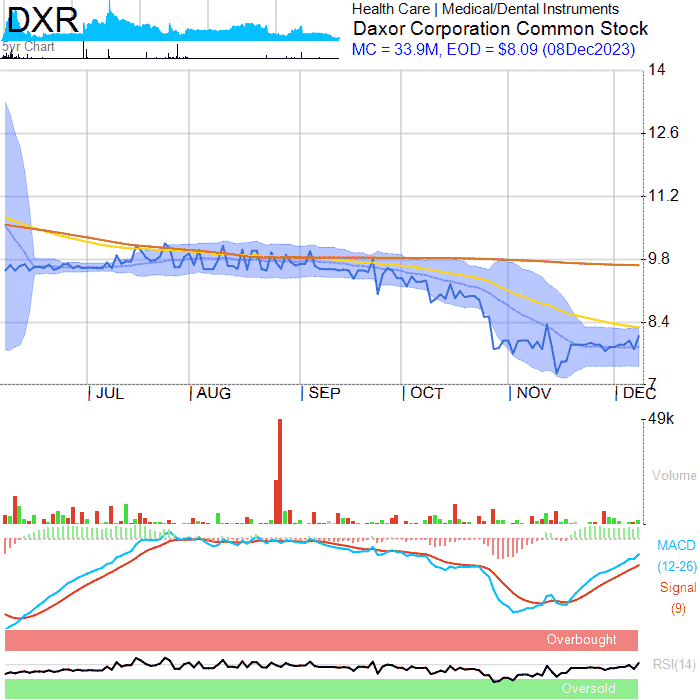 DXR
5yr Chart
Health Care | Medical/Dental Instruments
Daxor Corporation Common Stock
MC = 33.9M, EOD = $8.09 (08Dec2023)
14
12.6
11.2
9.8
8.4
7
JUL AUG SEP OCT NOV DEC
49k
Volume
MACD
(12-26)
Signal
(9)
Overbought
RSI(14)
Oversold